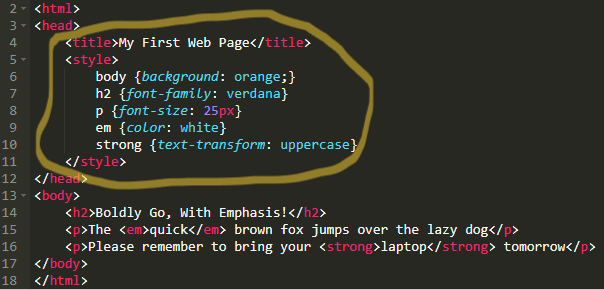 2 <html>
3 <head>
4 <title>My First Web Page</title>
5 <style>
6 body {background: orange;}
7 h2 {font-family: verdana}
8 p {font-size: 25px}
9 em {color: white}
10 strong {text-transform: uppercase}
11 </style>
12 </head>
13 <body>
14 <h2>Boldly Go, With Emphasis!</h2>
15 <p>The <em>quick</em> brown fox jumps over the lazy dog</p>
16 <p>Please remember to bring your <strong>laptop</strong> tomorrow</p>
17 </body>
18 </html>